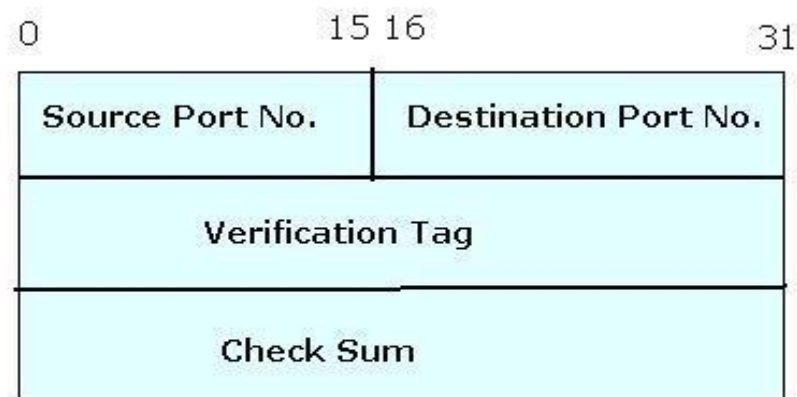 0 15 16 31
Source Port No. Destination Port No.
Verification Tag
Check Sum